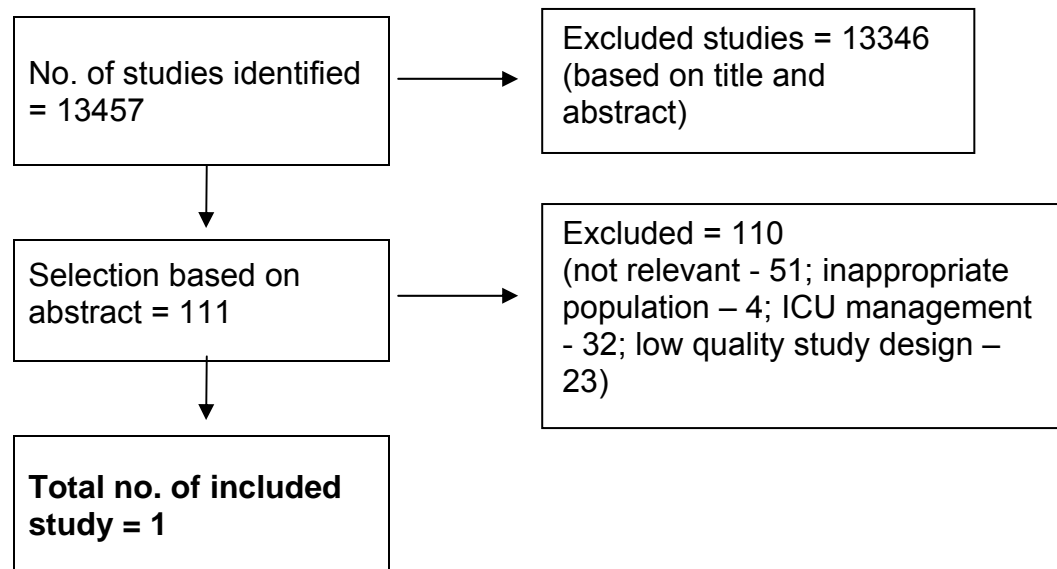 No. of studies identified
= 13457
Excluded studies = 13346
(based on title and
abstract)
Selection based on
abstract = 111
Excluded = 110
(not relevant - 51; inappropriate
population – 4; ICU management
- 32; low quality study design –
23)
Total no. of included
study = 1